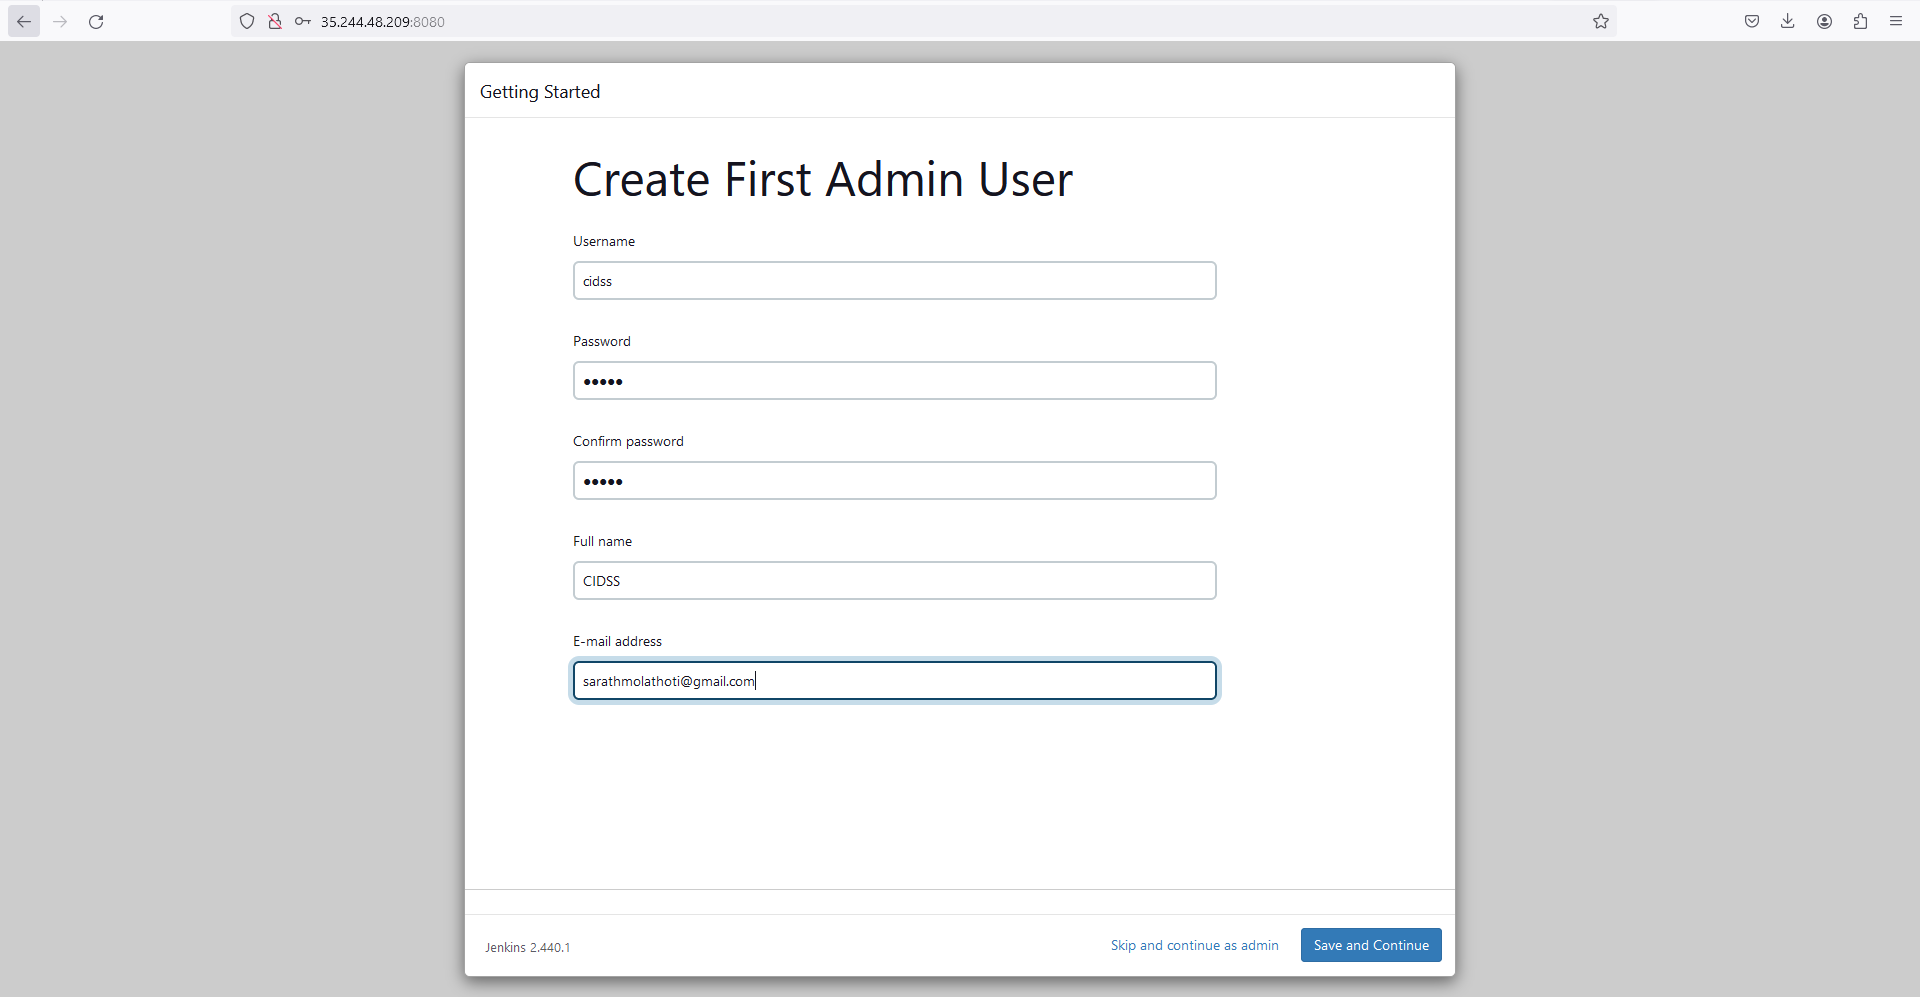 35.244.48.209:8080
Getting Started
Create First Admin User
Username
cidss
Password
•••••
Confirm password
•••••
Full name
CIDSS
E-mail address
sarathmolathoti@gmail.com
Jenkins 2.440.1
Skip and continue as admin
Save and Continue